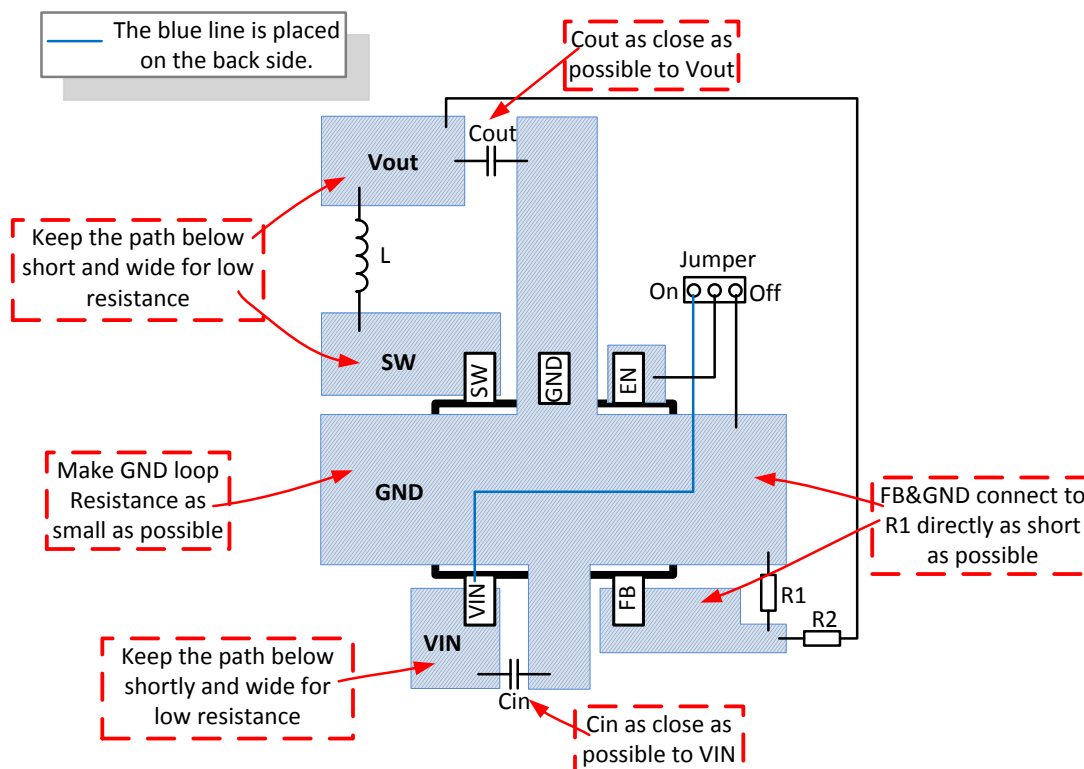 The blue line is placed
on the back side.
Cout as close as
possible to Vout
Cout
Vout
Keep the path below
short and wide for low
resistance
L
Jumper
On
Off
SW
SW
GND
EN
Make GND loop
Resistance as
small as possible
GND
FB&GND connect to
R1 directly as short
as possible
VIN
FB
R1
R2
VIN
Keep the path below
shortly and wide for
low resistance
Cin
Cin as close as
possible to VIN